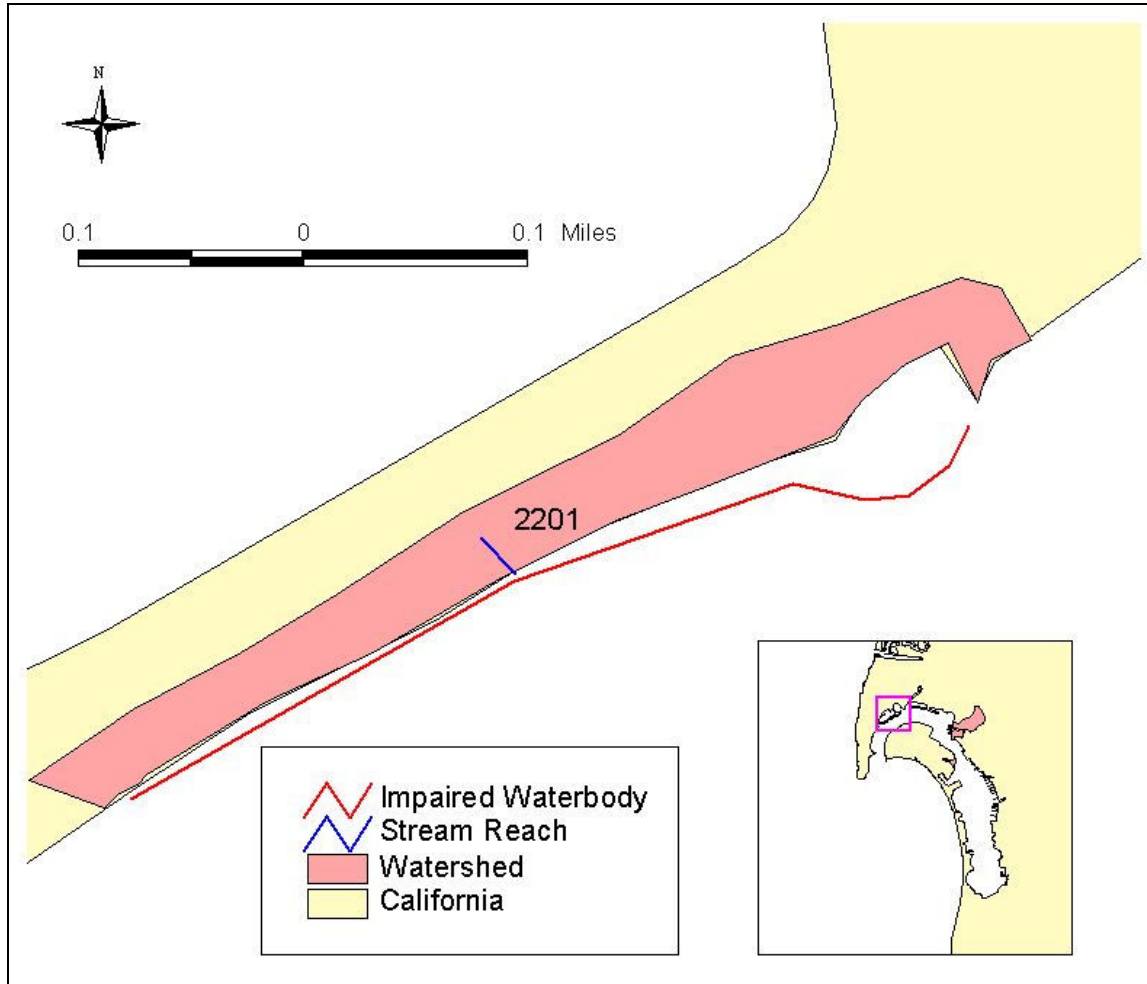 N
0.1 0 0.1 Miles
2201
Impaired Waterbody
Stream Reach
Watershed
California